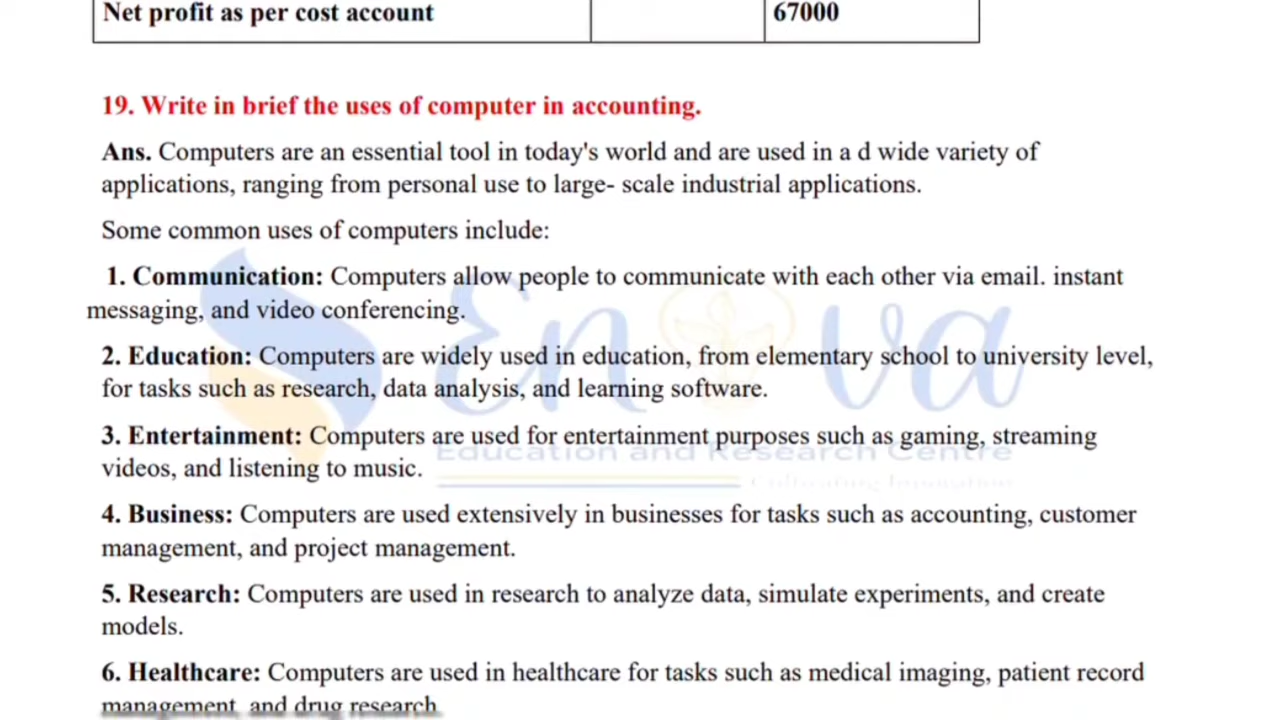 Net profit as per cost account 67000
19. Write in brief the uses of computer in accounting.
Ans. Computers are an essential tool in today's world and are used in a d wide variety of
applications, ranging from personal use to large- scale industrial applications.
Some common uses of computers include:
1. Communication: Computers allow people to communicate with each other via email. instant
messaging, and video conferencing.
2. Education: Computers are widely used in education, from elementary school to university level,
for tasks such as research, data analysis, and learning software.
3. Entertainment: Computers are used for entertainment purposes such as gaming, streaming
videos, and listening to music.
4. Business: Computers are used extensively in businesses for tasks such as accounting, customer
management, and project management.
5. Research: Computers are used in research to analyze data, simulate experiments, and create
models.
6. Healthcare: Computers are used in healthcare for tasks such as medical imaging, patient record
management, and drug research
Enova
Education and Research Centre
Cultivating Innovation